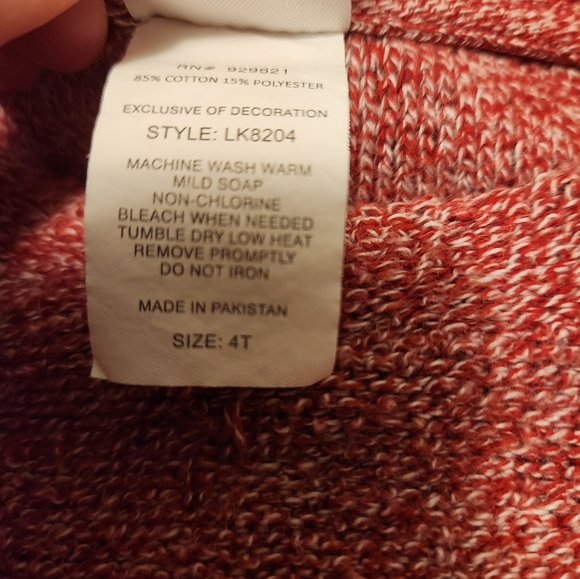 RN# 929821
85% COTTON 15% POLYESTER
EXCLUSIVE OF DECORATION
STYLE: LK8204
MACHINE WASH WARM
MILD SOAP
NON-CHLORINE
BLEACH WHEN NEEDED
TUMBLE DRY LOW HEAT
REMOVE PROMPTLY
DO NOT IRON
MADE IN PAKISTAN
SIZE: 4T